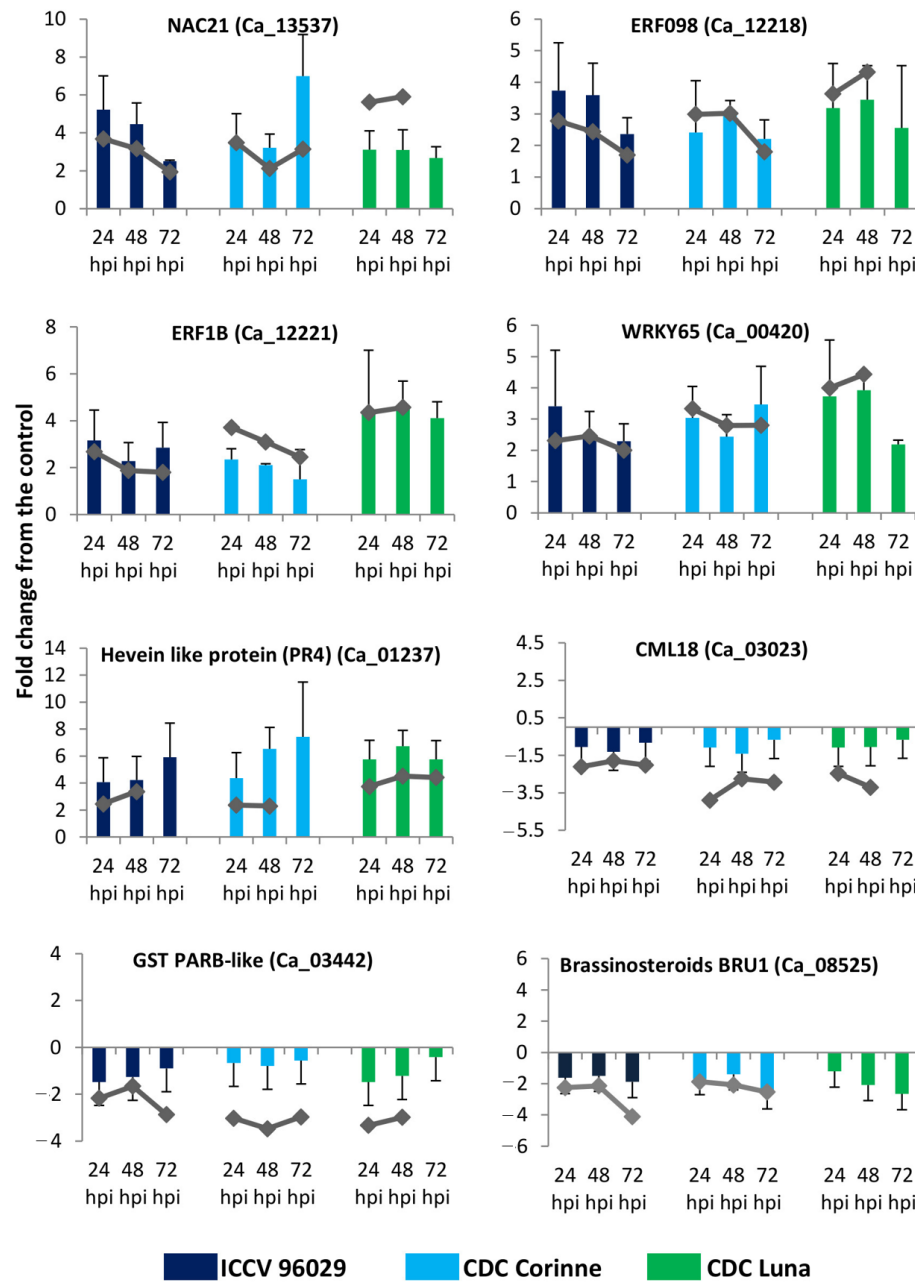 NAC21 (Ca_13537)
10
8
6
4
2
0
24 48 72 24 48 72 24 48 72
hpi hpi hpi hpi hpi hpi hpi hpi hpi
ERF098 (Ca_12218)
6
5
4
3
2
1
0
24 48 72 24 48 72 24 48 72
hpi hpi hpi hpi hpi hpi hpi hpi hpi
Fold change from the control
ERF1B (Ca_12221)
8
6
4
2
0
24 48 72 24 48 72 24 48 72
hpi hpi hpi hpi hpi hpi hpi hpi hpi
WRKY65 (Ca_00420)
6
5
4
3
2
1
0
24 48 72 24 48 72 24 48 72
hpi hpi hpi hpi hpi hpi hpi hpi hpi
Hevein like protein (PR4) (Ca_01237)
14
12
10
8
6
4
2
0
24 48 72 24 48 72 24 48 72
hpi hpi hpi hpi hpi hpi hpi hpi hpi
CML18 (Ca_03023)
4.5
2.5
0.5
−1.5
−3.5
−5.5
24 48 72 24 48 72 24 48 72
hpi hpi hpi hpi hpi hpi hpi hpi hpi
GST PARB-like (Ca_03442)
4
2
0
−2
−4
24 48 72 24 48 72 24 48 72
hpi hpi hpi hpi hpi hpi hpi hpi hpi
Brassinosteroids BRU1 (Ca_08525)
6
4
2
0
−2
−4
−6
24 48 72 24 48 72 24 48 72
hpi hpi hpi hpi hpi hpi hpi hpi hpi
ICCV 96029 CDC Corinne CDC Luna